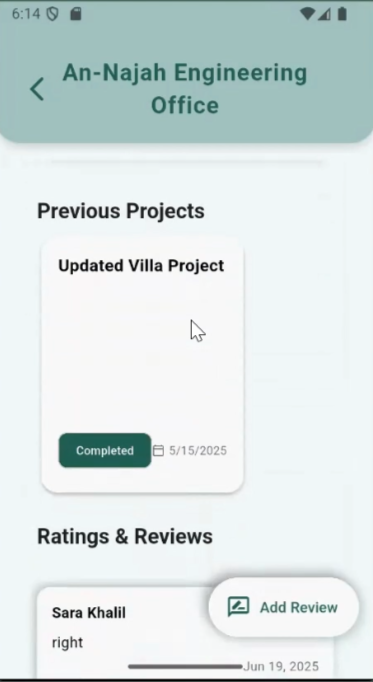 6:14
An-Najah Engineering
Office
Previous Projects
Updated Villa Project
Completed
5/15/2025
Ratings & Reviews
Sara Khalil
Add Review
right
Jun 19, 2025